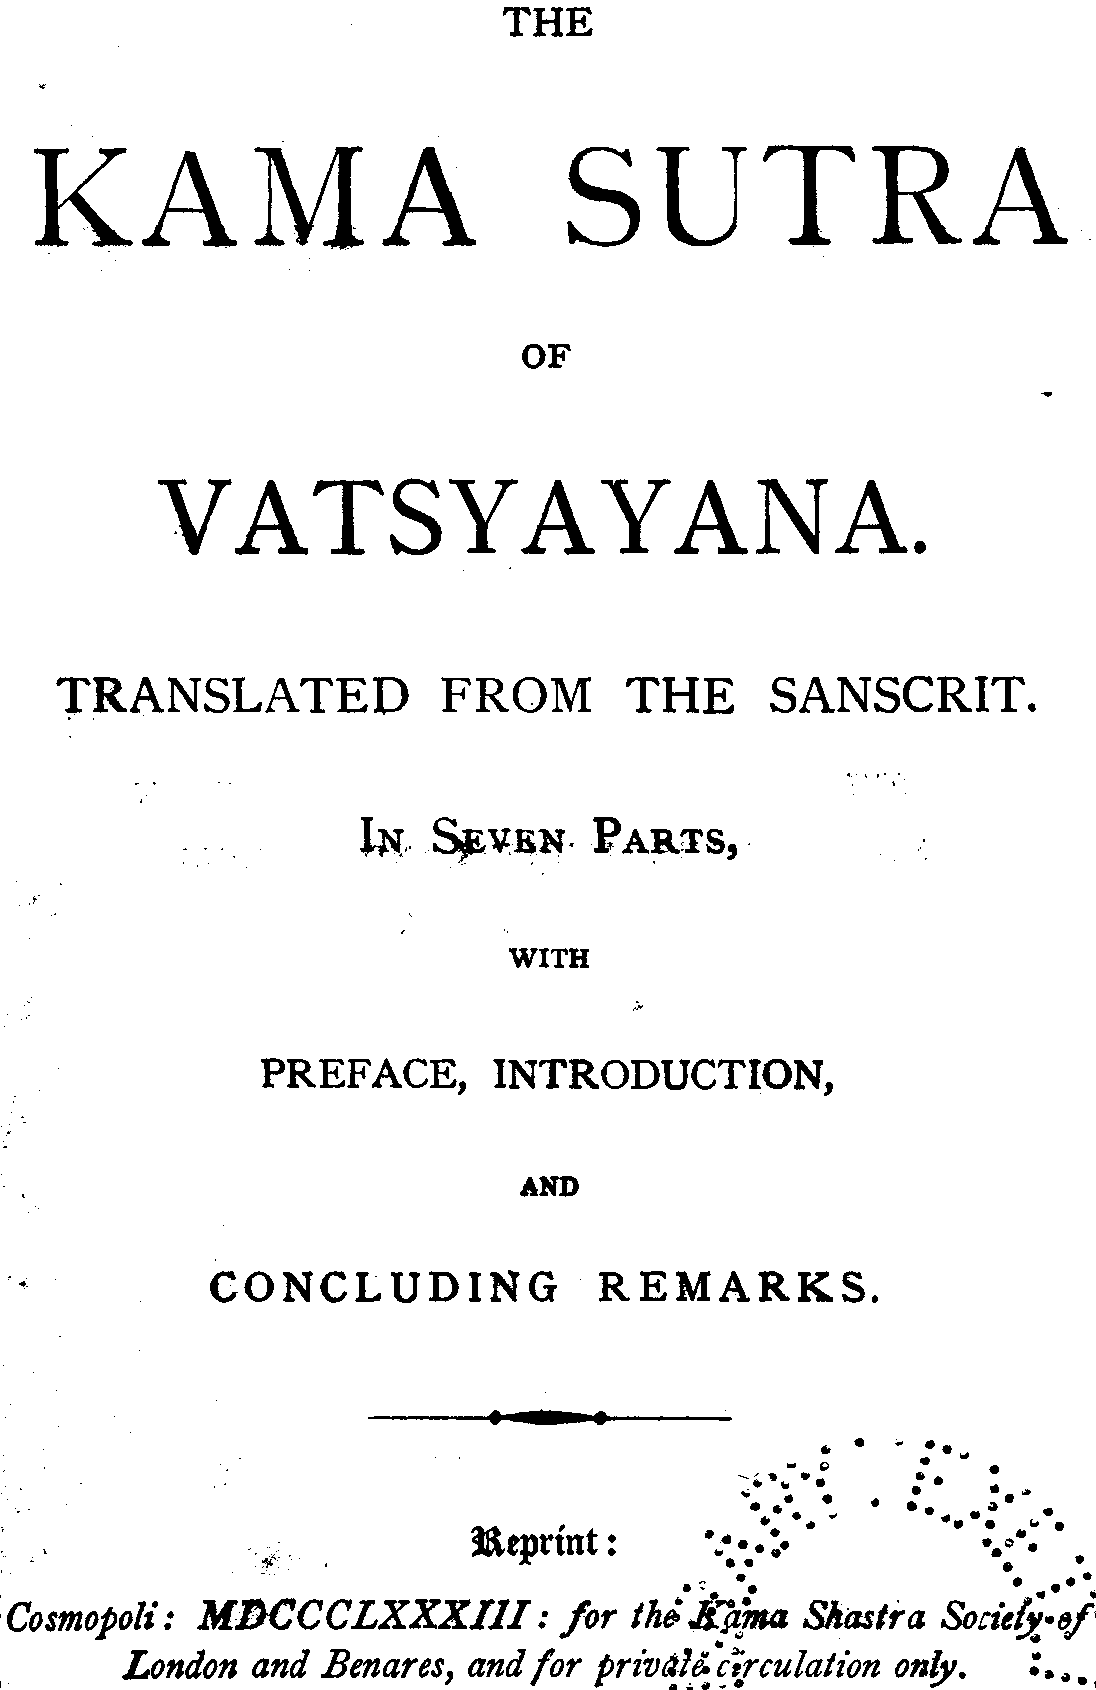 THE
KAMA SUTRA
OF
VATSYAYANA.
TRANSLATED FROM THE SANSCRIT.
IN SEVEN PARTS,
WITH
PREFACE, INTRODUCTION,
AND
CONCLUDING REMARKS.
Reprint:
Cosmopoli: MDCCCLXXXIII: for the Kama Shastra Society of
London and Benares, and for private circulation only.